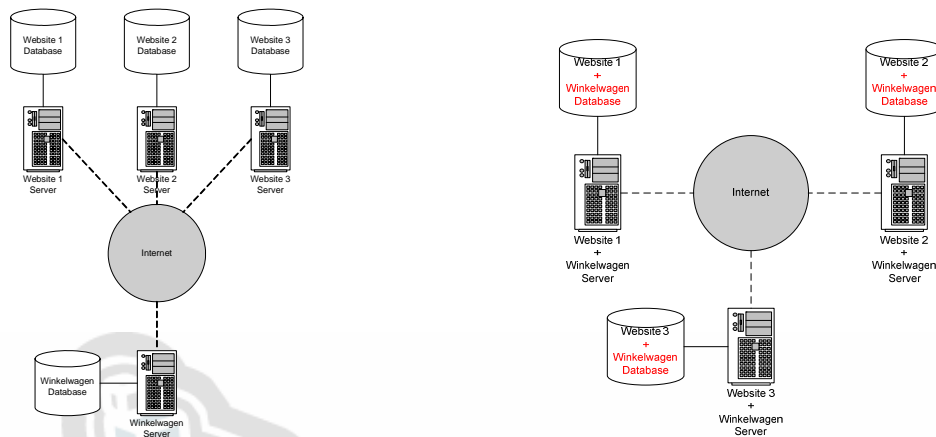 Website 1
Database
Website 2
Database
Website 3
Database
Website 1
Server
Website 2
Server
Website 3
Server
Internet
Winkelwagen
Database
Winkelwagen
Server
Website 1
+
Winkelwagen
Database
Website 2
+
Winkelwagen
Database
Internet
Website 1
+
Winkelwagen
Server
Website 2
+
Winkelwagen
Server
Website 3
+
Winkelwagen
Database
Website 3
+
Winkelwagen
Server